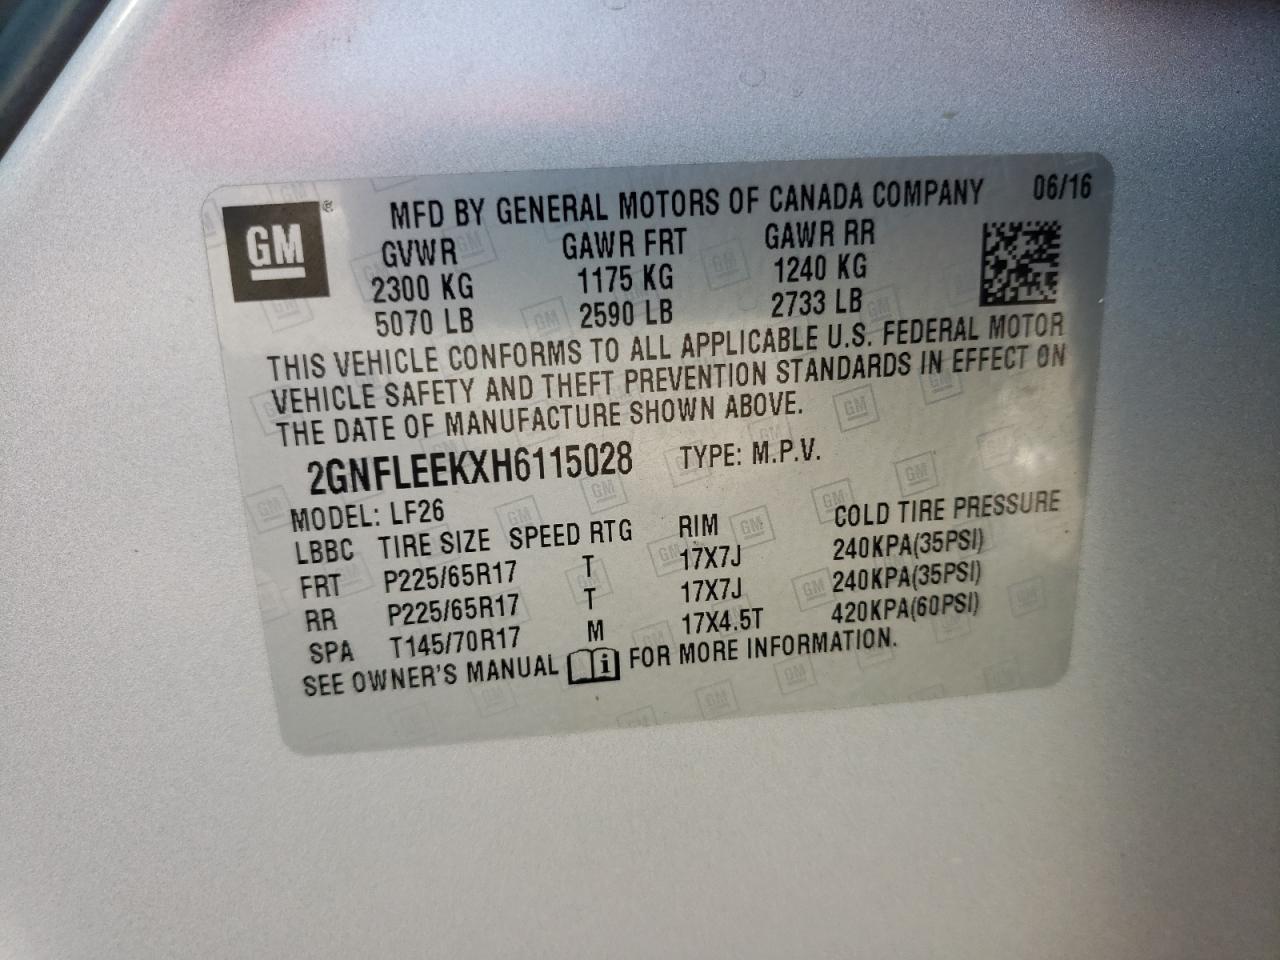 GM ® MFD BY GENERAL MOTORS OF CANADA COMPANY 06/16
GVWR GAWR FRT GAWR RR
2300 KG 1175 KG 1240 KG
5070 LB 2590 LB 2733 LB
THIS VEHICLE CONFORMS TO ALL APPLICABLE U.S. FEDERAL MOTOR
VEHICLE SAFETY AND THEFT PREVENTION STANDARDS IN EFFECT ON
THE DATE OF MANUFACTURE SHOWN ABOVE.
2GNFLEEKXH6115028 TYPE: M.P.V.
MODEL: LF26
LBBC TIRE SIZE SPEED RTG RIM COLD TIRE PRESSURE
FRT P225/65R17 T 17X7J 240KPA(35PSI)
RR P225/65R17 T 17X7J 240KPA(35PSI)
SPA T145/70R17 M 17X4.5T 420KPA(60PSI)
SEE OWNER'S MANUAL i FOR MORE INFORMATION.